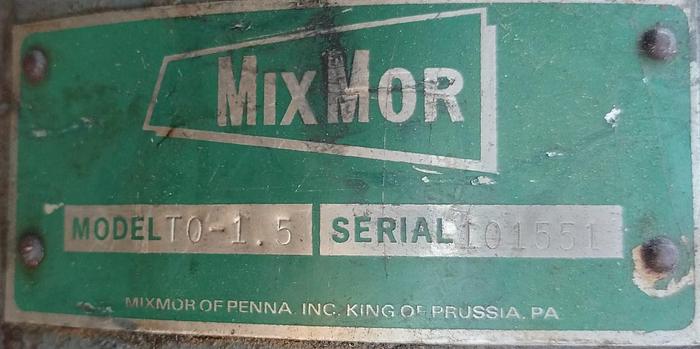 MIXMOR
MODEL TO-1.5 SERIAL 101551
MIXMOR OF PENNA. INC. KING OF PRUSSIA. PA